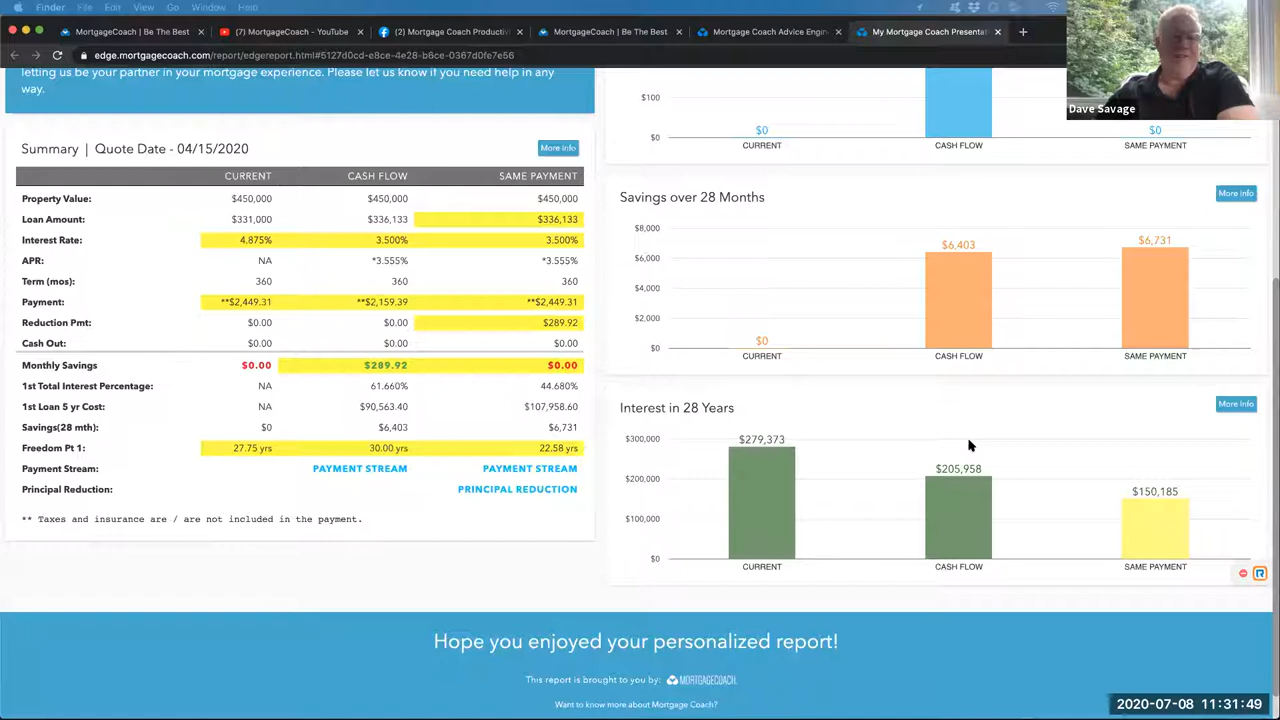 Finder File Edit View Go Window Help
MortgageCoach | Be The Best × (7) MortgageCoach - YouTube × (2) Mortgage Coach Producti × MortgageCoach | Be The Best × Mortgage Coach Advice Engin × My Mortgage Coach Presentat × +
edge.mortgagecoach.com/report/edgereport.html#5127d0cd-e8ce-4e28-b6ce-0367d0fe7e56
Dave Savage
letting us be your partner in your mortgage experience. Please let us know if you need help in any
way.
Summary | Quote Date - 04/15/2020 More Info
CURRENT CASH FLOW SAME PAYMENT
Property Value: $450,000 $450,000 $450,000
Loan Amount: $331,000 $336,133 $336,133
Interest Rate: 4.875% 3.500% 3.500%
APR: NA *3.555% *3.555%
Term (mos): 360 360 360
Payment: **$2,449.31 **$2,159.39 **$2,449.31
Reduction Pmt: $0.00 $0.00 $289.92
Cash Out: $0.00 $0.00 $0.00
Monthly Savings $0.00 $289.92 $0.00
1st Total Interest Percentage: NA 61.660% 44.680%
1st Loan 5 yr Cost: NA $90,563.40 $107,958.60
Savings(28 mth): $0 $6,403 $6,731
Freedom Pt 1: 27.75 yrs 30.00 yrs 22.58 yrs
Payment Stream: PAYMENT STREAM PAYMENT STREAM
Principal Reduction: PRINCIPAL REDUCTION
** Taxes and insurance are / are not included in the payment.
$100
$0 $0 $0
CURRENT CASH FLOW SAME PAYMENT
Savings over 28 Months More Info
$8,000
$6,000
$4,000
$2,000
$0
$0 $6,403 $6,731
CURRENT CASH FLOW SAME PAYMENT
Interest in 28 Years More Info
$300,000
$200,000
$100,000
$0
$279,373 $205,958 $150,185
CURRENT CASH FLOW SAME PAYMENT
Hope you enjoyed your personalized report!
This report is brought to you by: MORTGAGECOACH.
Want to know more about Mortgage Coach?
2020-07-08 11:31:49